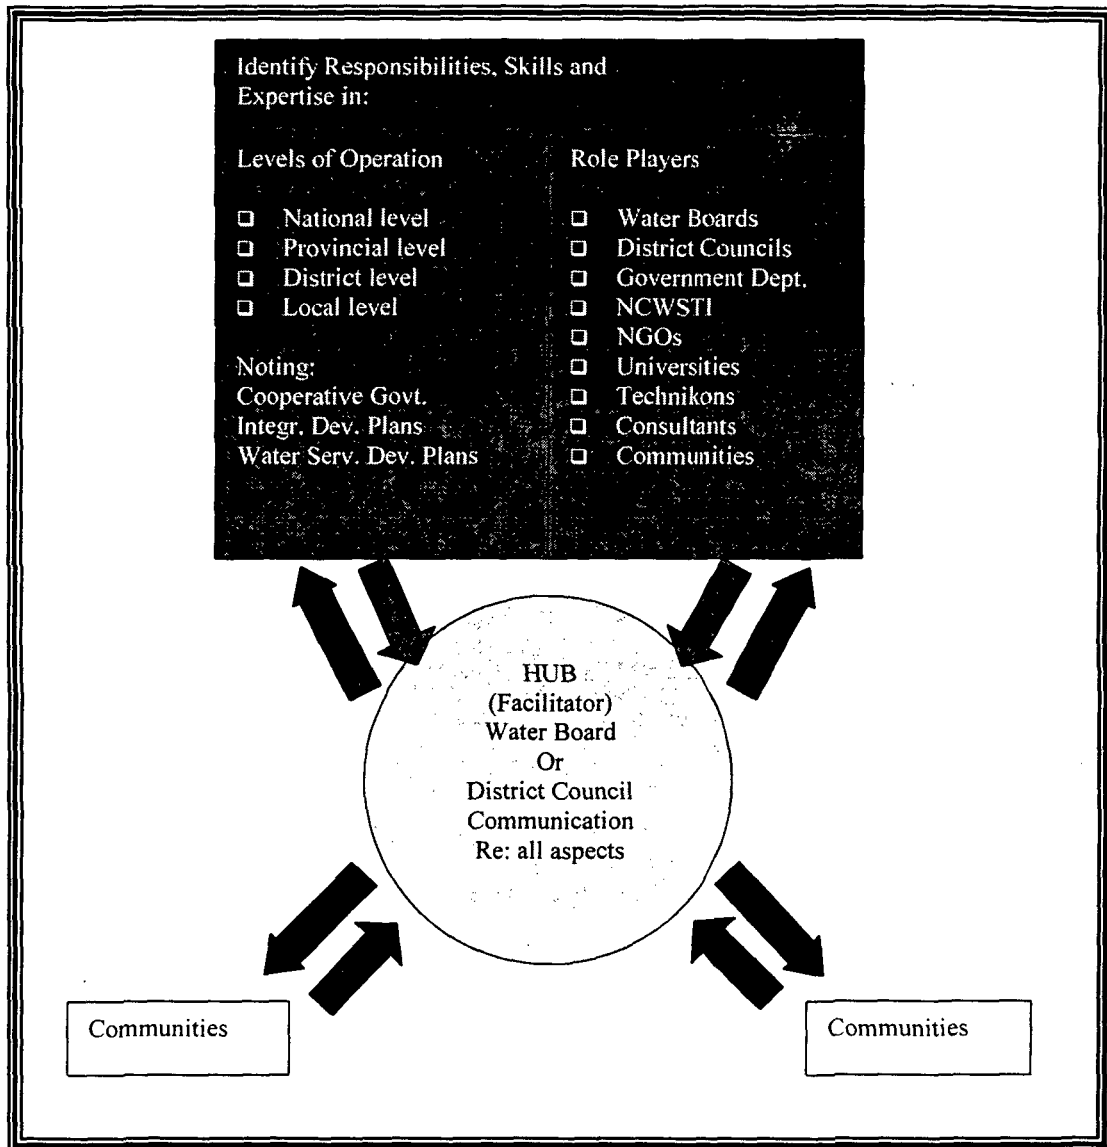 Identify Responsibilities, Skills and
Expertise in:
Levels of Operation
❑ National level
❑ Provincial level
❑ District level
❑ Local level
Noting:
Cooperative Govt.
Integr. Dev. Plans
Water Serv. Dev. Plans
Role Players
❑ Water Boards
❑ District Councils
❑ Government Dept.
❑ NCWSTI
❑ NGOs
❑ Universities
❑ Technikons
❑ Consultants
❑ Communities
HUB
(Facilitator)
Water Board
Or
District Council
Communication
Re: all aspects
Communities
Communities